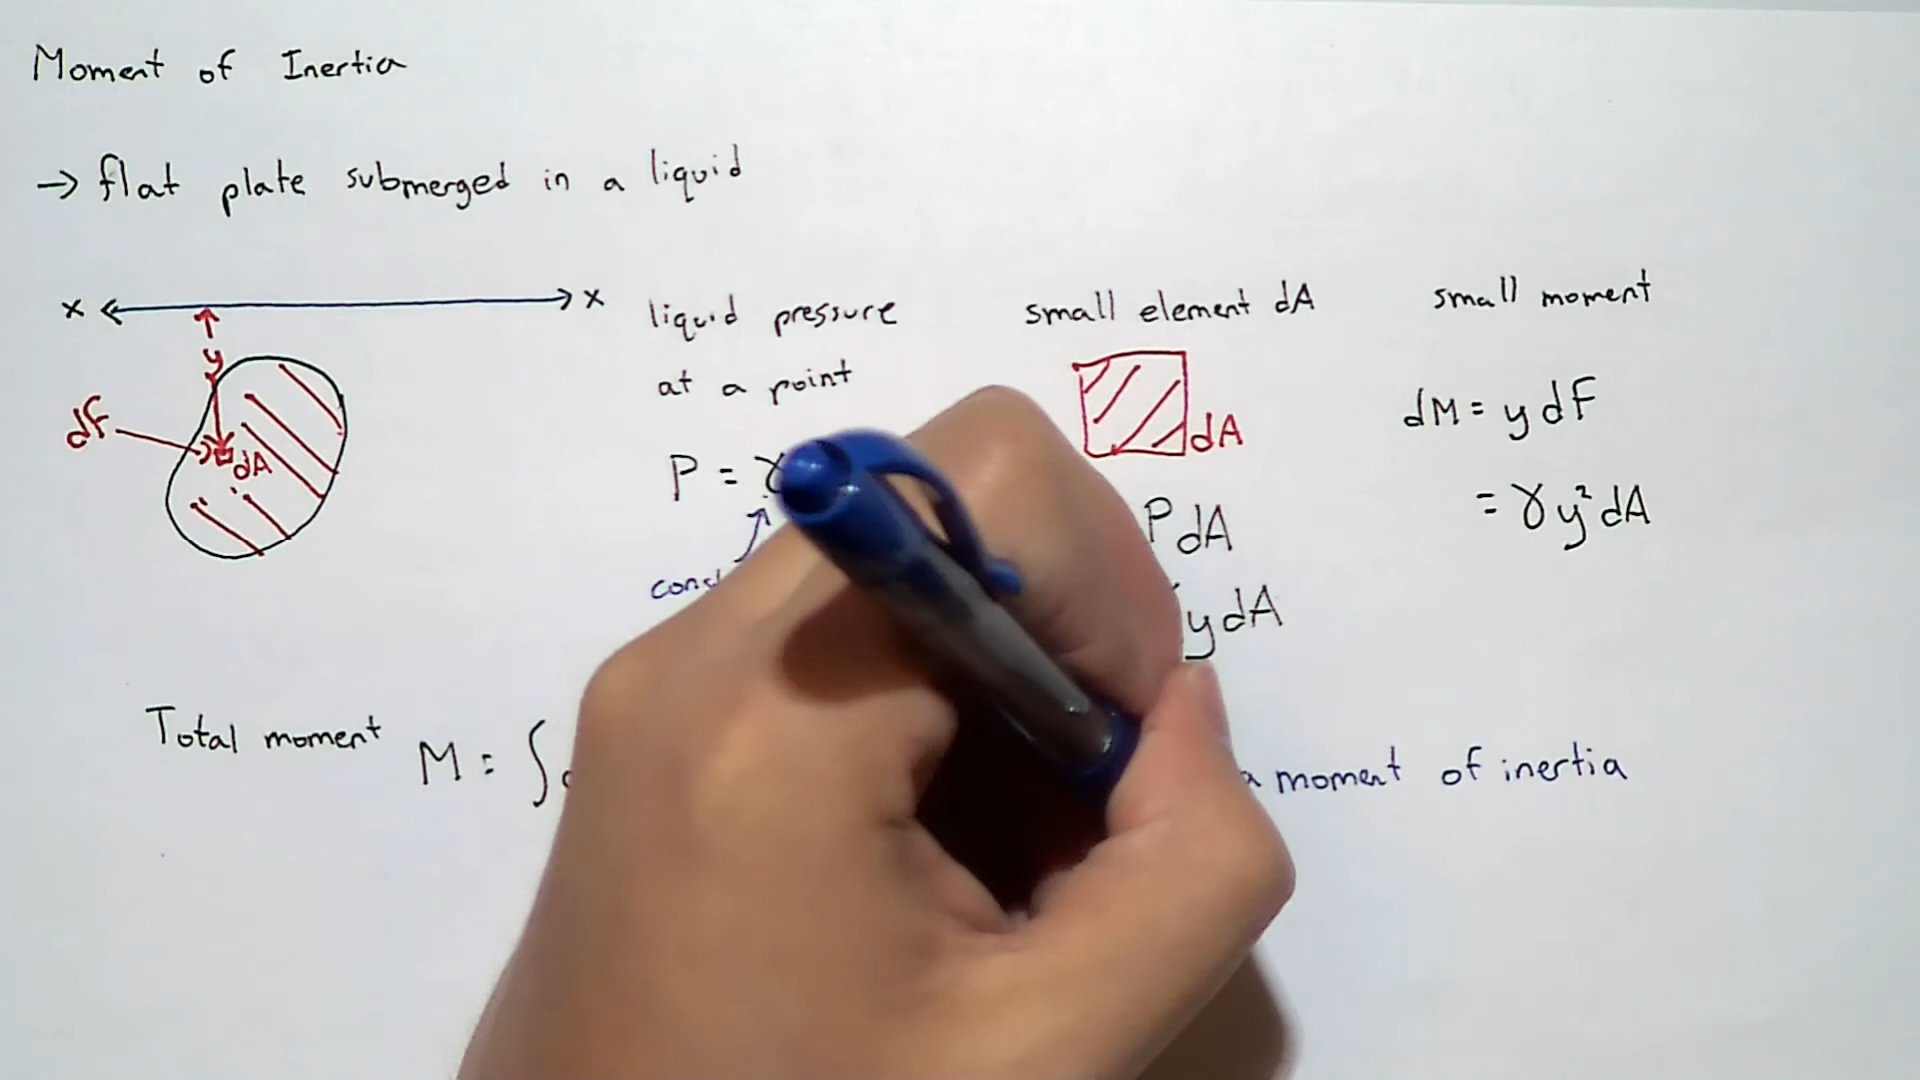 Moment of Inertia
→ flat plate submerged in a liquid
x x
y
dF
dA
liquid pressure
at a point
P = γ
small element dA
dA
PdA
y dA
small moment
dM = y dF
= γ y² dA
Total moment M = ∫
moment of inertia